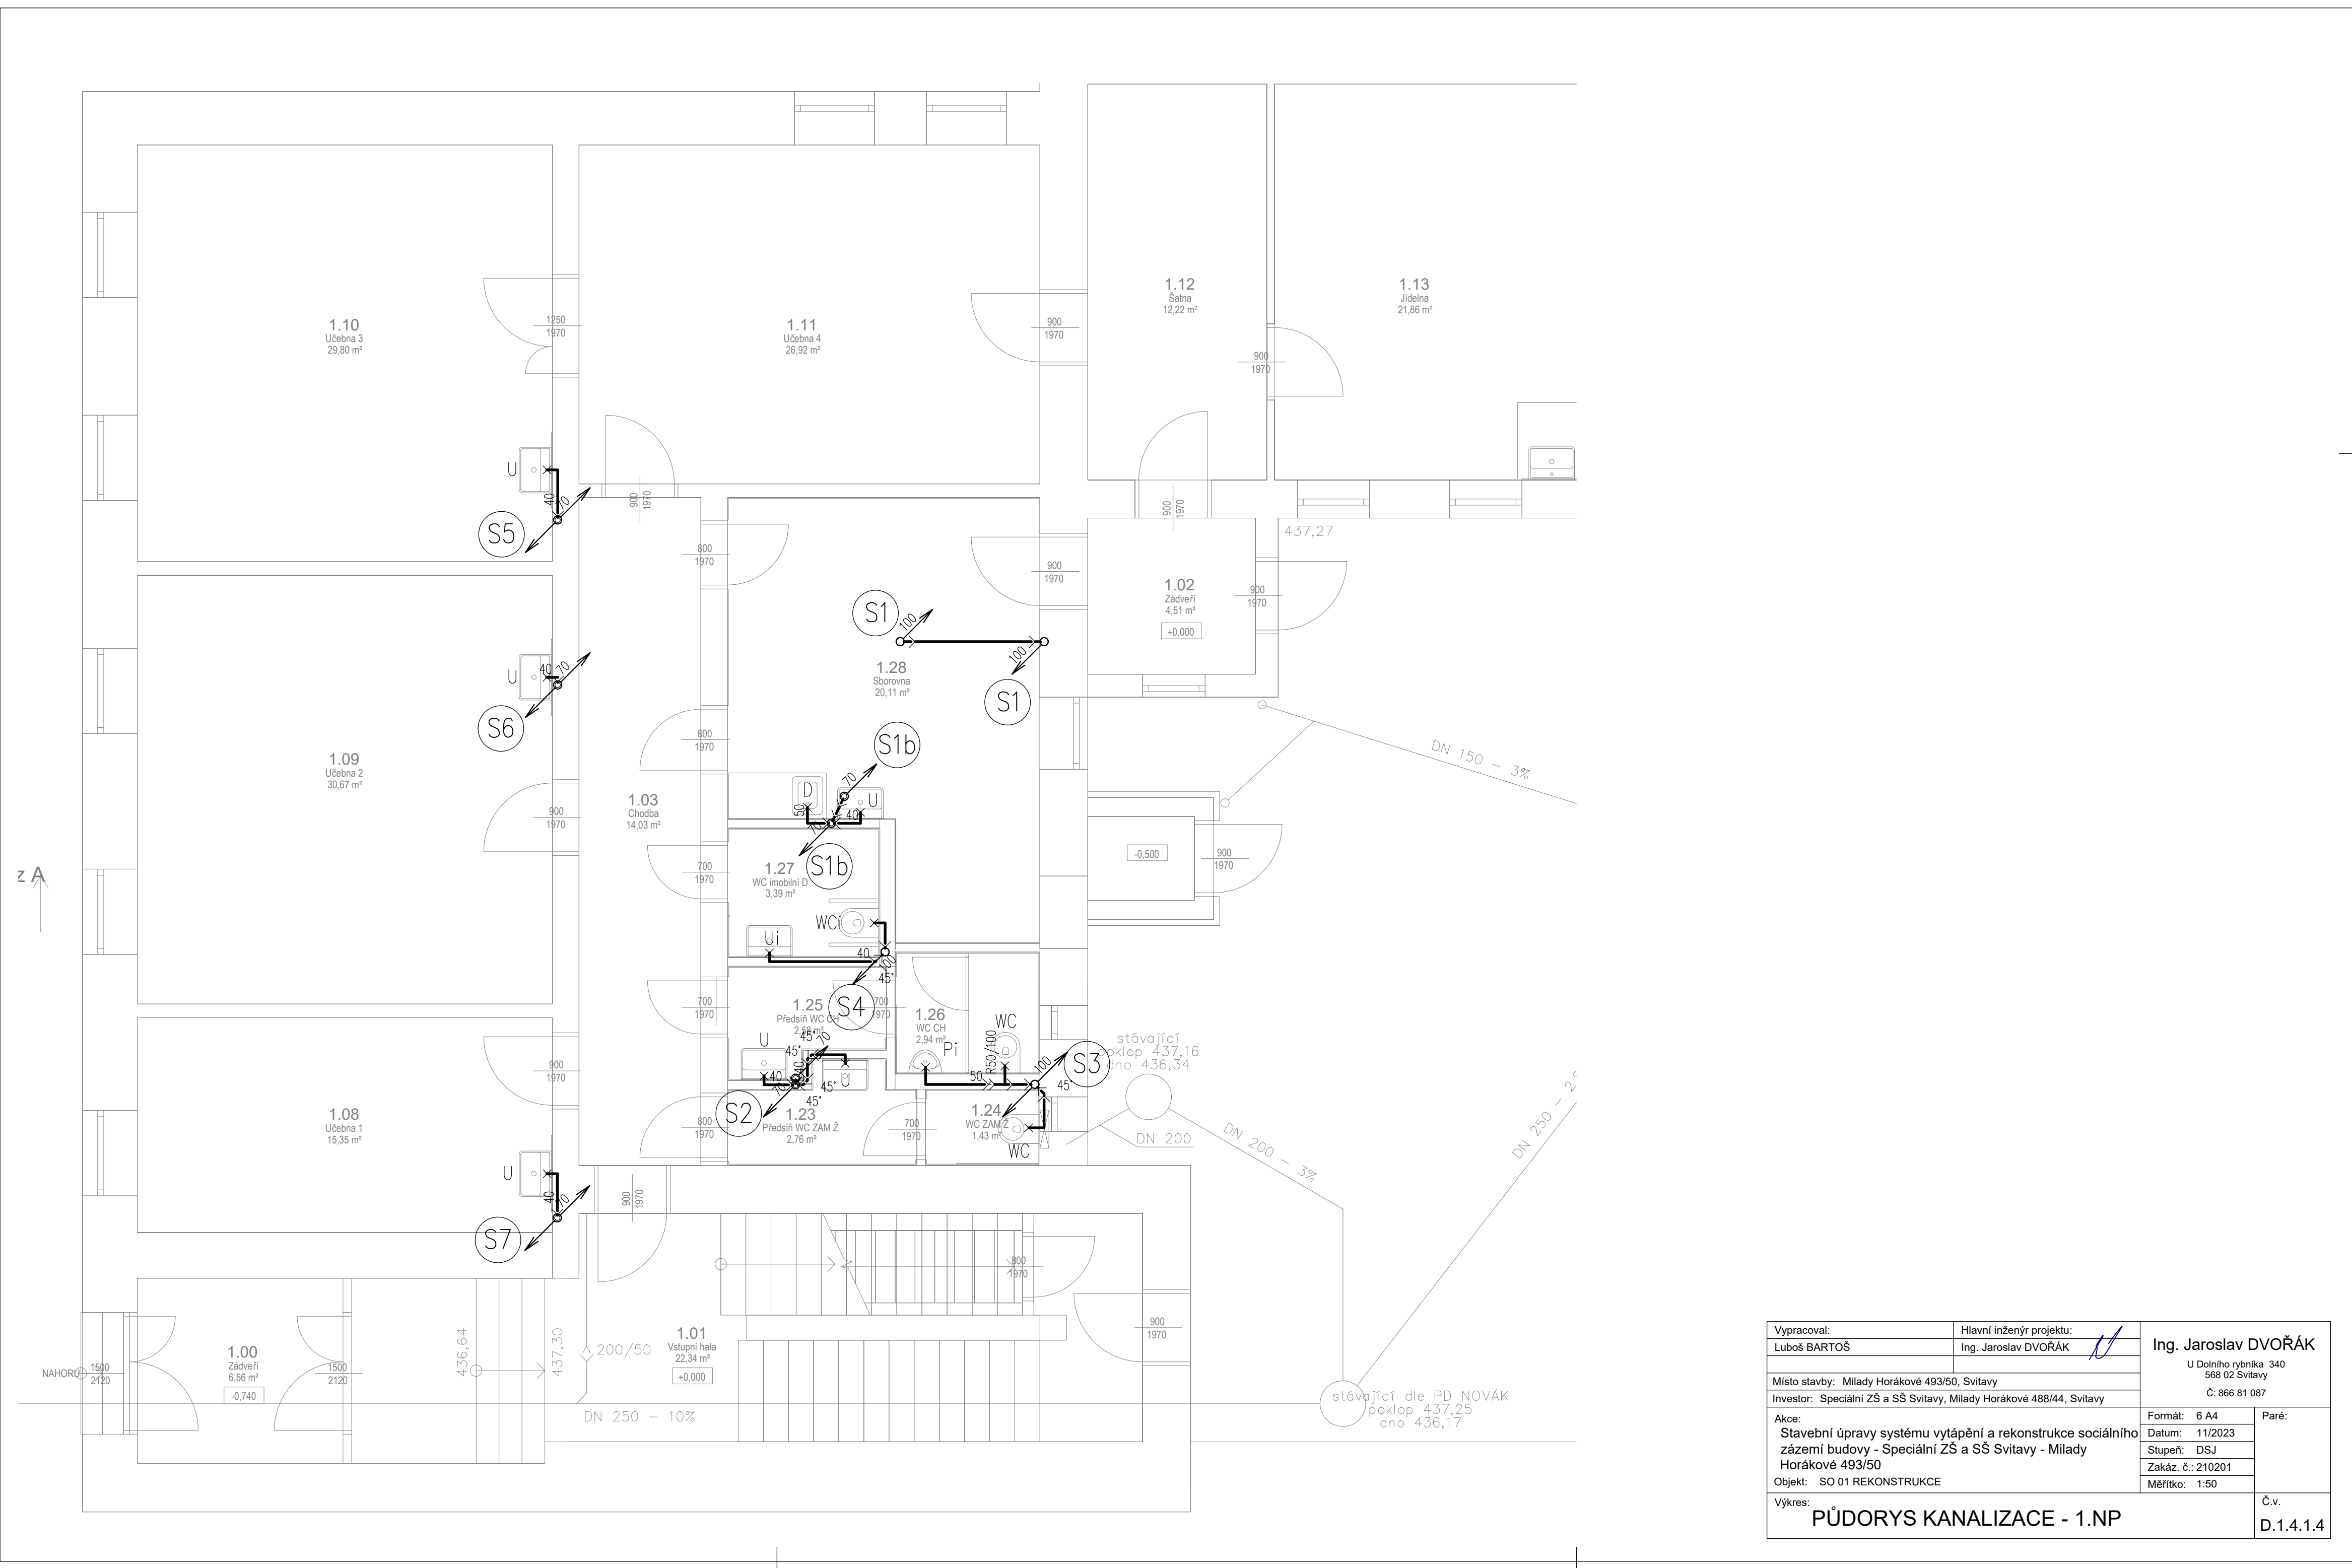 1.10
Učebna 3
29,80 m²
1250
1970
1.11
Učebna 4
26,92 m²
900
1970
1.12
Šatna
12,22 m²
900
1970
1.13
Jídelna
21,86 m²
U
40
70
S5
900
1970
900
1970
437,27
800
1970
900
1970
1.02
Zádveří
4,51 m²
+0,000
900
1970
S1
100
100
S1
1.28
Sborovna
20,11 m²
U
40
70
S6
800
1970
S1b
70
D
U
50
40
70
S1b
DN 150 - 3%
1.09
Učebna 2
30,67 m²
1.03
Chodba
14,03 m²
900
1970
-0,500
900
1970
z A
700
1970
1.27
WC imobilní D
3,39 m²
WCi
Ui
40
100
45°
S4
700
1970
1.25
Předsíň WC CH
2,58 m²
700
1970
1.26
WC CH
2,94 m²
WC
Pi
R50/100
50
100
S3
45°
stávající
poklop 437,16
dno 436,34
U
45°
45°
70
40
40
U
45°
45°
70
S2
1.23
Předsíň WC ZAM Ž
2,76 m²
800
1970
700
1970
1.24
WC ZAM Ž
1,43 m²
WC
DN 200
DN 200 - 3%
DN 250 - 2
900
1970
1.08
Učebna 1
15,35 m²
U
40
70
S7
900
1970
800
1970
900
1970
1.00
Zádveří
6,56 m²
-0,740
NAHORU
1500
2120
1500
2120
436,64
437,30
200/50
1.01
Vstupní hala
22,34 m²
+0,000
DN 250 - 10%
stávající dle PD NOVÁK
poklop 437,25
dno 436,17
Vypracoval:
Luboš BARTOŠ
Hlavní inženýr projektu:
Ing. Jaroslav DVOŘÁK
Ing. Jaroslav DVOŘÁK
U Dolního rybníka 340
568 02 Svitavy
Č: 866 81 087
Místo stavby: Milady Horákové 493/50, Svitavy
Investor: Speciální ZŠ a SŠ Svitavy, Milady Horákové 488/44, Svitavy
Akce:
Stavební úpravy systému vytápění a rekonstrukce sociálního
zázemí budovy - Speciální ZŠ a SŠ Svitavy - Milady
Horákové 493/50
Objekt: SO 01 REKONSTRUKCE
Formát: 6 A4
Datum: 11/2023
Stupeň: DSJ
Zakáz. č.: 210201
Měřítko: 1:50
Paré:
Výkres:
PŮDORYS KANALIZACE - 1.NP
Č.v.
D.1.4.1.4